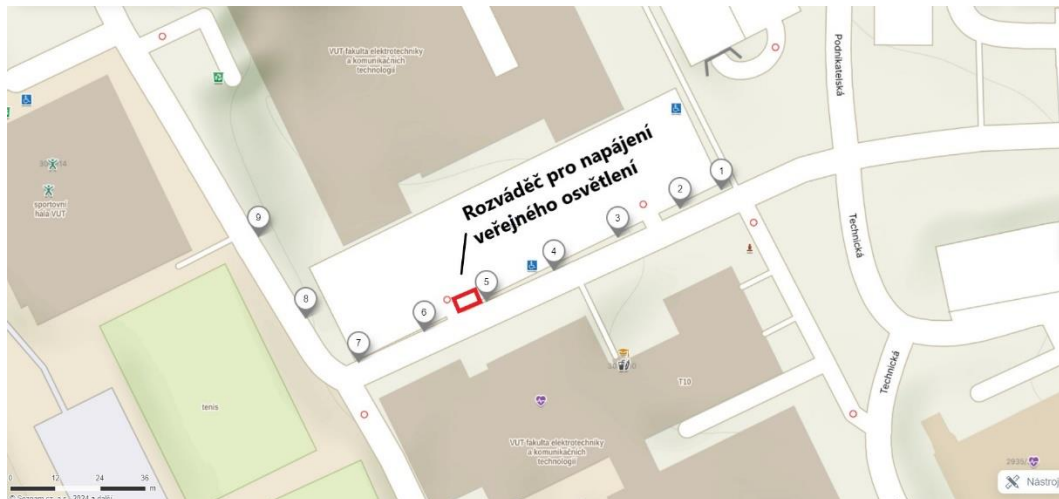 VUT fakulta elektrotechniky
a komunikačních
technologií
Podnikatelská
sportovní
hala VUT
Rozváděč pro napájení
veřejného osvětlení
1
2
3
4
5
6
7
8
9
Technická
Technická
T10
tenis
VUT fakulta elektrotechniky
a komunikačních
technologií
0 12 24 36
m
Nástroj